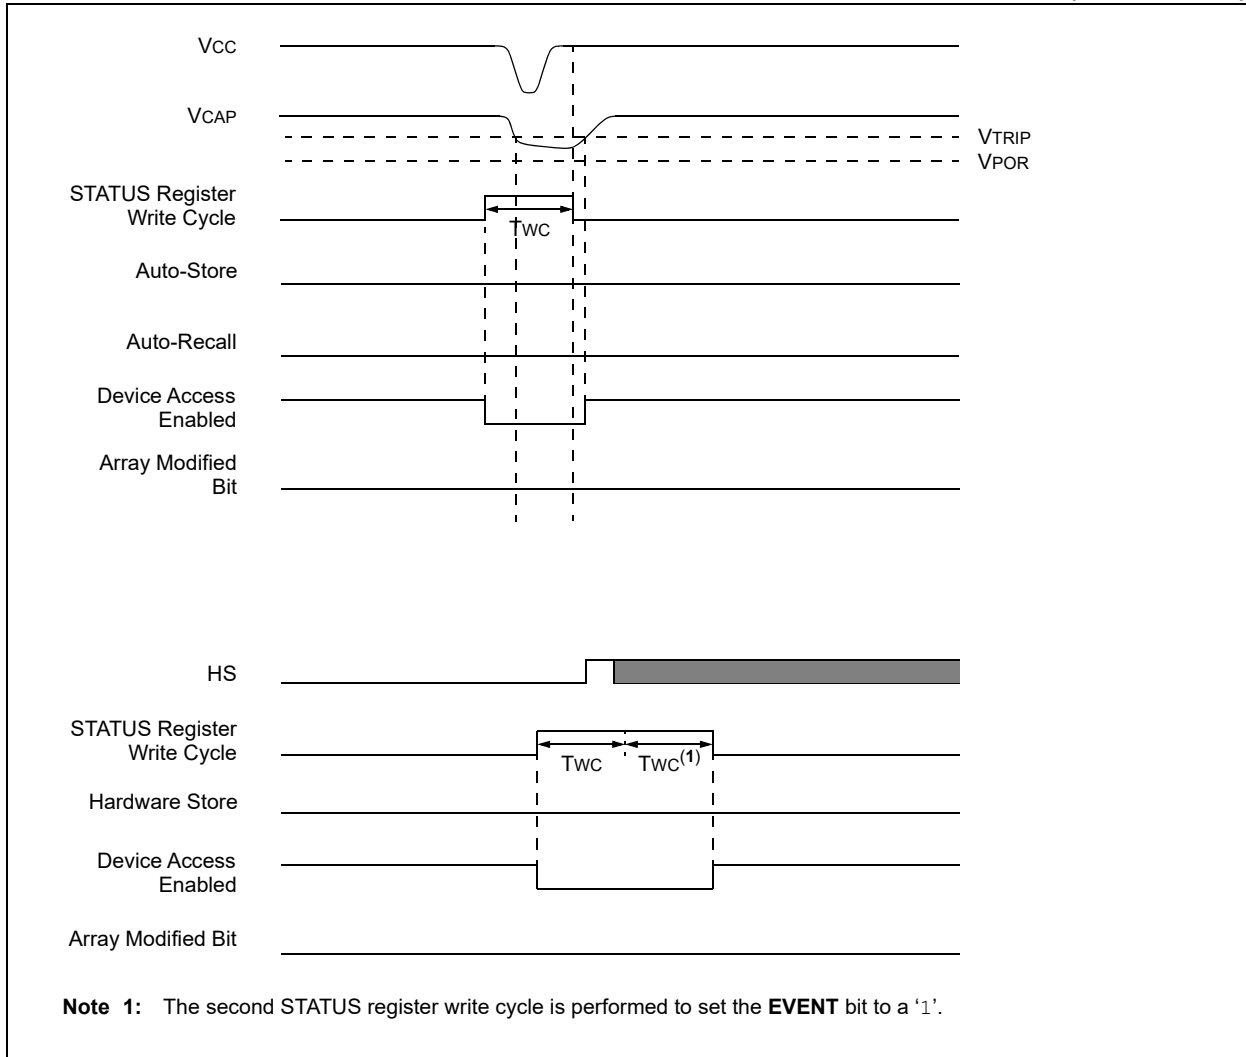 VCC
VCAP
VTRIP
VPOR
STATUS Register
Write Cycle
TWC
Auto-Store
Auto-Recall
Device Access
Enabled
Array Modified
Bit
HS
STATUS Register
Write Cycle
TWC TWC(1)
Hardware Store
Device Access
Enabled
Array Modified Bit
Note 1: The second STATUS register write cycle is performed to set the EVENT bit to a ‘1’.